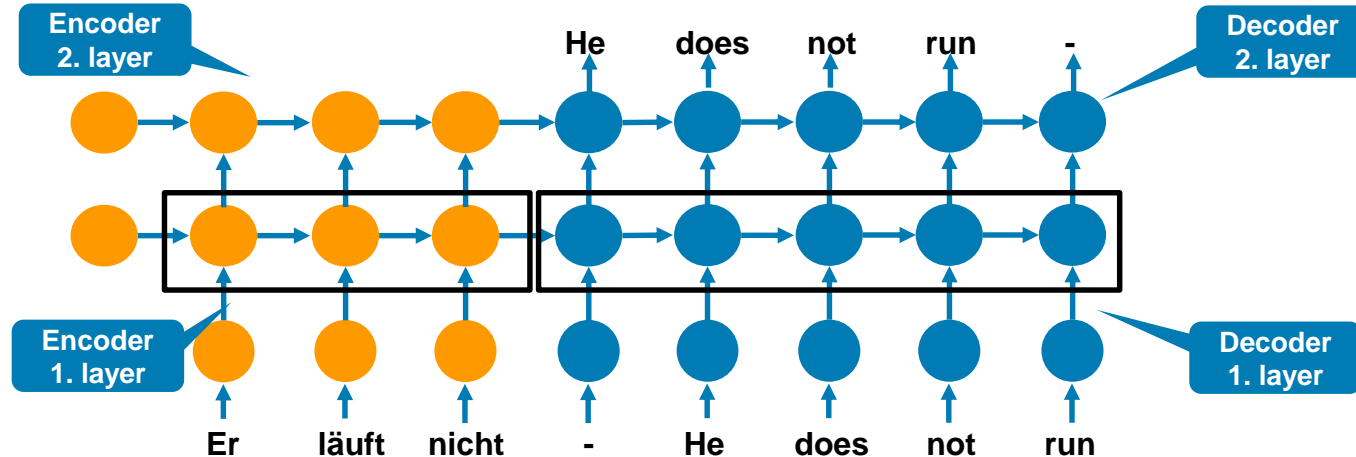 Encoder
2. layer
He does not run -
Decoder
2. layer
Encoder
1. layer
Decoder
1. layer
Er läuft nicht - He does not run